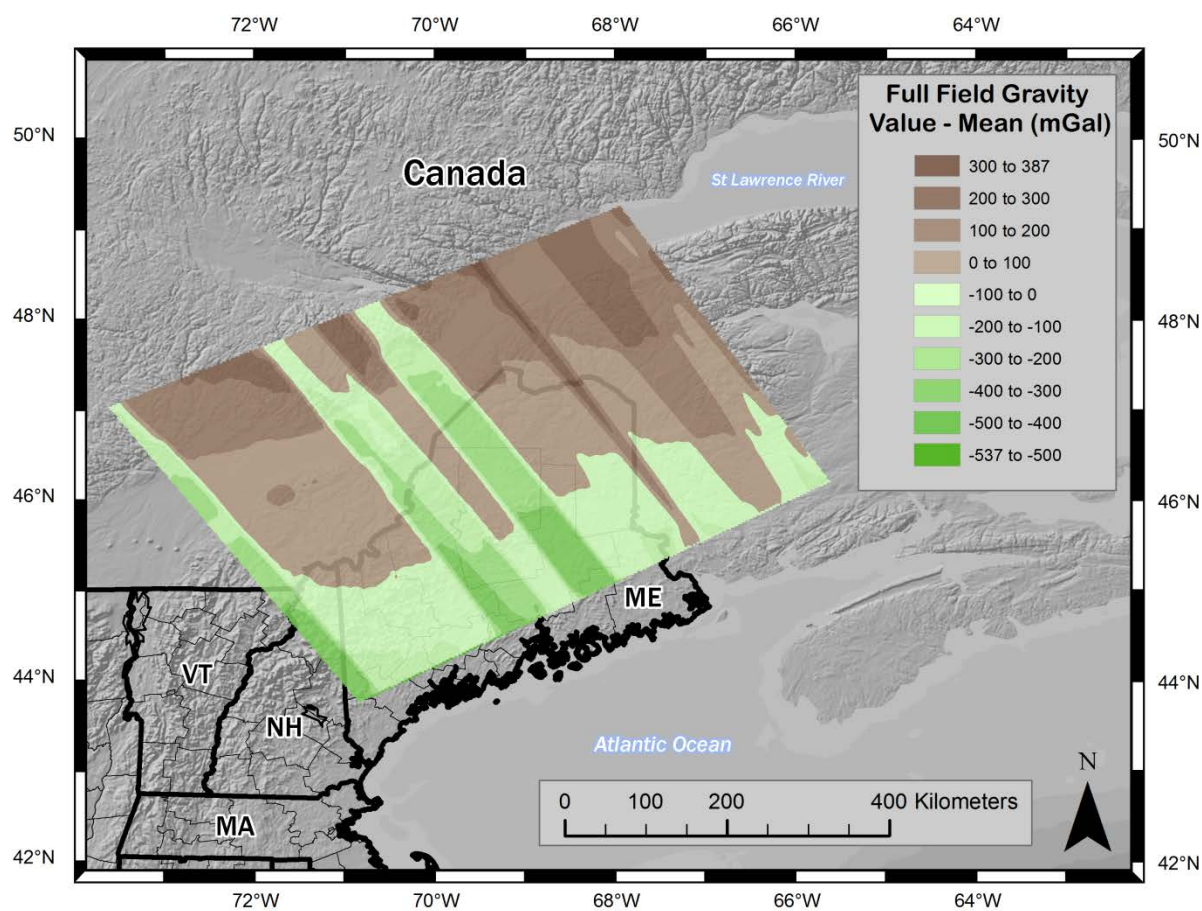 72°W 70°W 68°W 66°W 64°W
Full Field Gravity
Value - Mean (mGal)
300 to 387
200 to 300
100 to 200
0 to 100
-100 to 0
-200 to -100
-300 to -200
-400 to -300
-500 to -400
-537 to -500
50°N 50°N
Canada
St Lawrence River
48°N 48°N
46°N 46°N
ME
VT
44°N 44°N
NH
Atlantic Ocean
N
0 100 200 400 Kilometers
MA
42°N 42°N
72°W 70°W 68°W 66°W 64°W